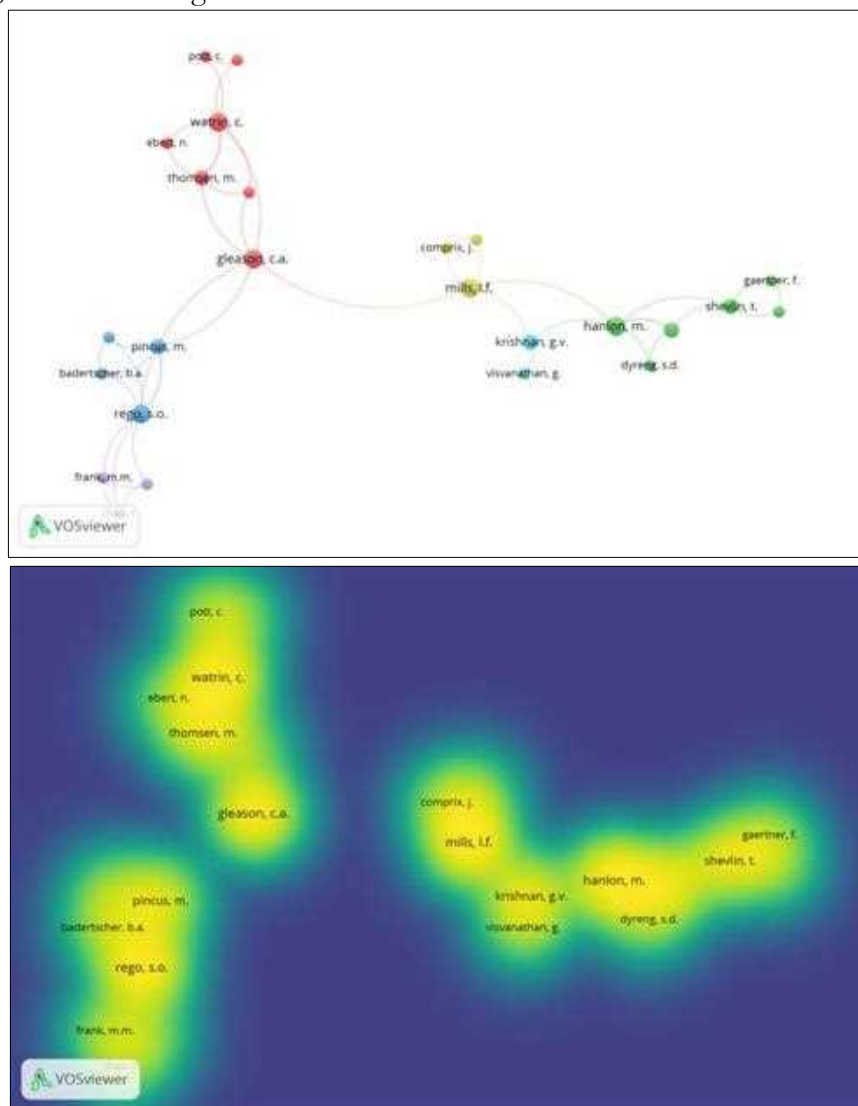 pott, c.
watrin, c.
ebert, n.
thomsen, m.
gleason, c.a.
comprix, j.
mills, l.f.
gaertner, f.
shevlin, t.
hanlon, m.
krishnan, g.v.
dyreng, s.d.
visvanathan, g.
pincus, m.
badertscher, b.a.
rego, s.o.
frank, m.m.
VOSviewer
pott, c.
watrin, c.
ebert, n.
thomsen, m.
gleason, c.a.
comprix, j.
mills, l.f.
gaertner, f.
shevlin, t.
hanlon, m.
krishnan, g.v.
dyreng, s.d.
visvanathan, g.
pincus, m.
badertscher, b.a.
rego, s.o.
frank, m.m.
VOSviewer